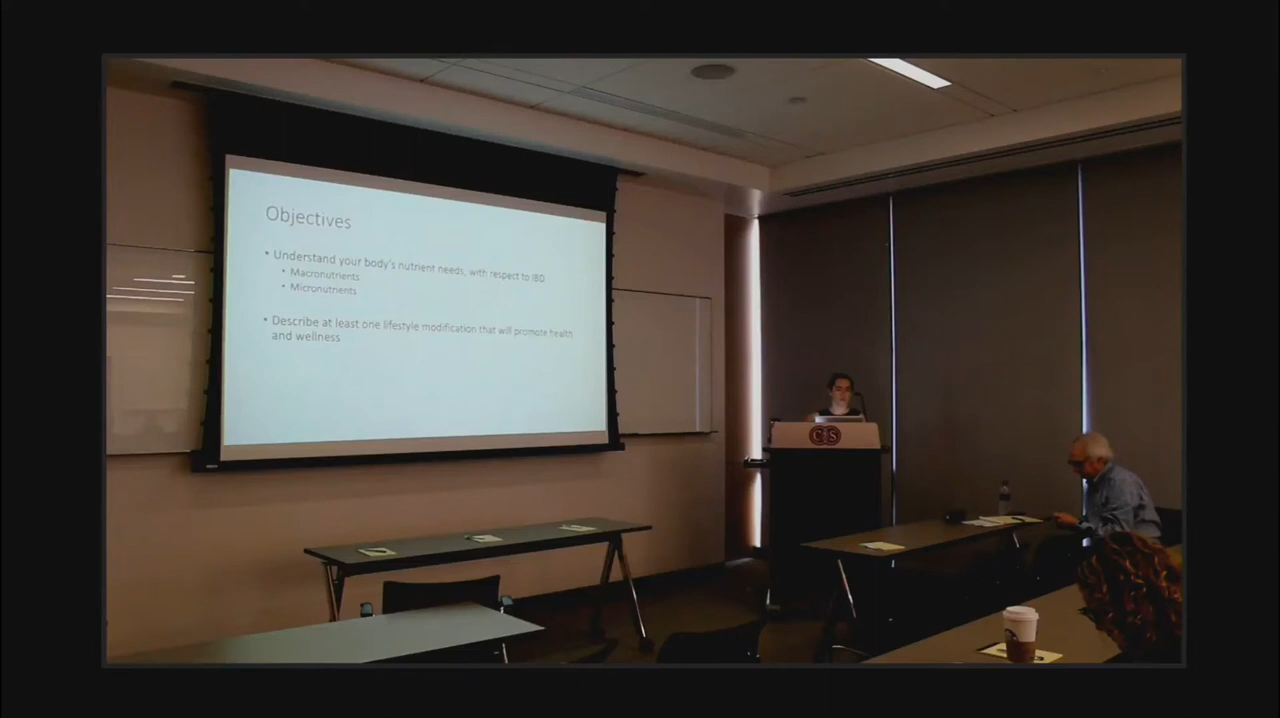 Objectives
• Understand your body's nutrient needs, with respect to IBD
• Macronutrients
• Micronutrients
• Describe at least one lifestyle modification that will promote health
and wellness